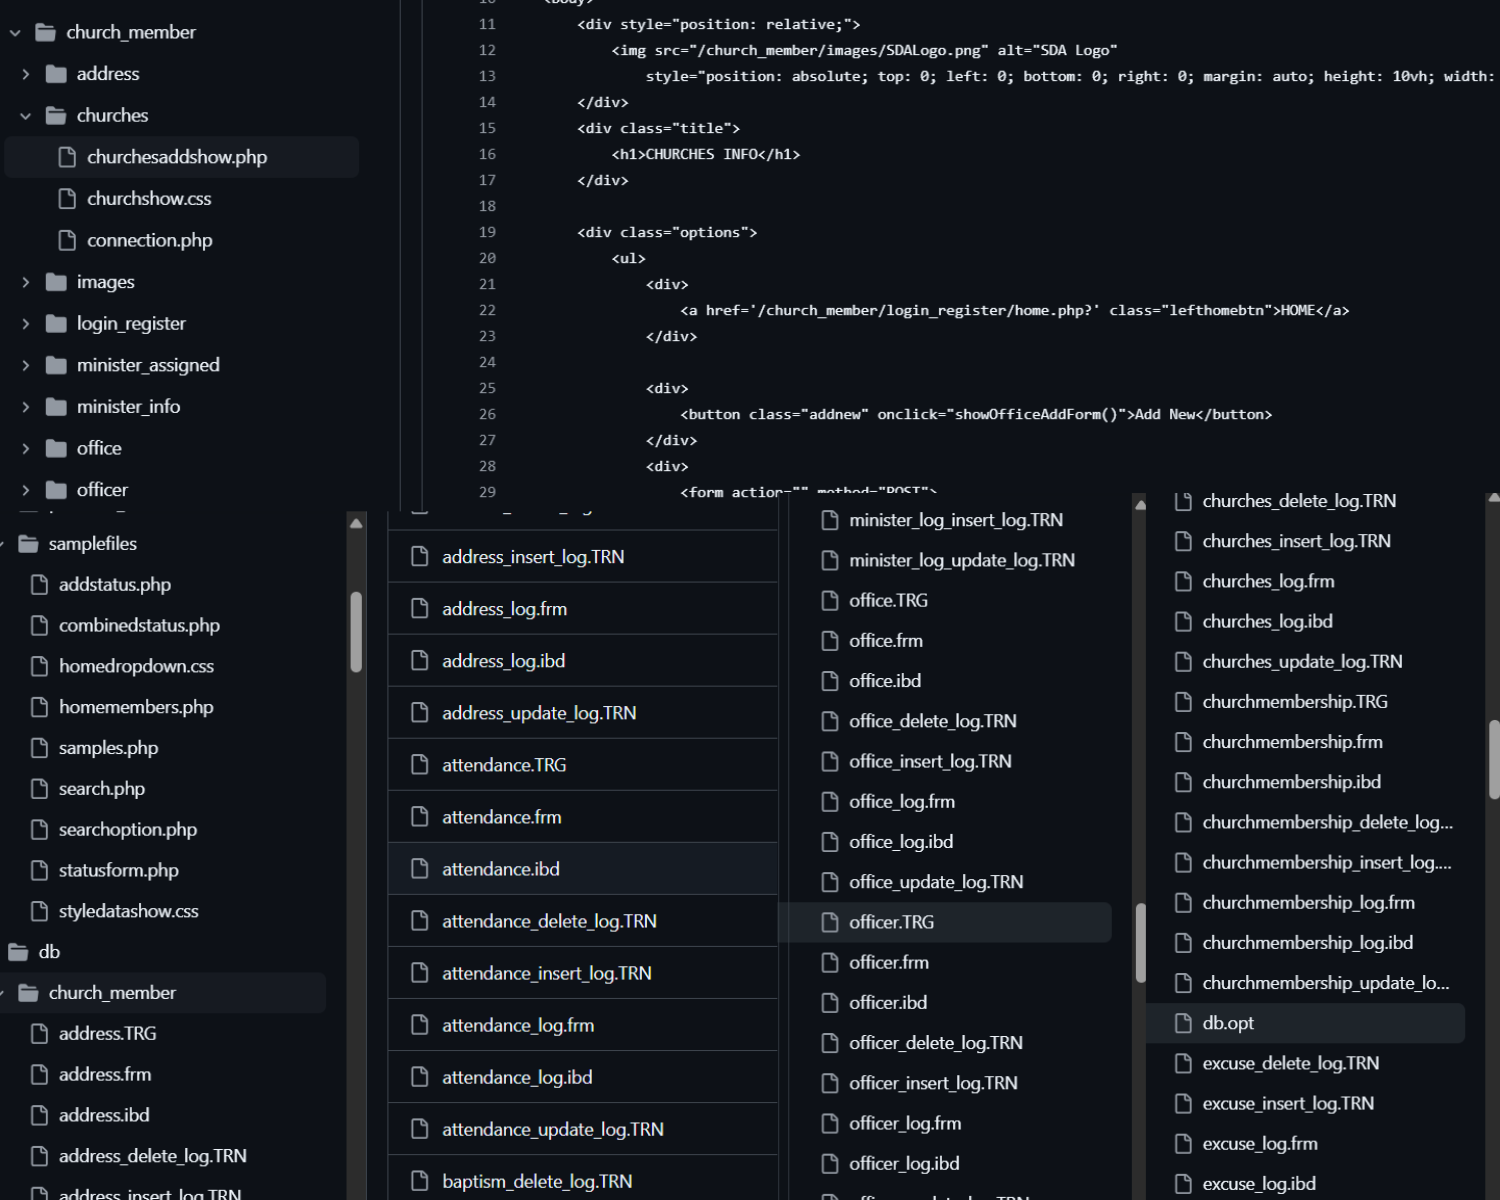 church_member
address
churches
churchesaddshow.php
churchshow.css
connection.php
images
login_register
minister_assigned
minister_info
office
officer
10 <body>
11 <div style="position: relative;">
12 <img src="/church_member/images/SDALogo.png" alt="SDA Logo"
13 style="position: absolute; top: 0; left: 0; bottom: 0; right: 0; margin: auto; height: 10vh; width:
14 </div>
15 <div class="title">
16 <h1>CHURCHES INFO</h1>
17 </div>
18
19 <div class="options">
20 <ul>
21 <div>
22 <a href='/church_member/login_register/home.php?' class="lefthomebtn">HOME</a>
23 </div>
24
25 <div>
26 <button class="addnew" onclick="showOfficeAddForm()">Add New</button>
27 </div>
28 <div>
29 <form action="" method="POST">
samplefiles
addstatus.php
combinedstatus.php
homedropdown.css
homemembers.php
samples.php
search.php
searchoption.php
statusform.php
styledatashow.css
db
church_member
address.TRG
address.frm
address.ibd
address_delete_log.TRN
address_insert_log.TRN
address_insert_log.TRN
address_log.frm
address_log.ibd
address_update_log.TRN
attendance.TRG
attendance.frm
attendance.ibd
attendance_delete_log.TRN
attendance_insert_log.TRN
attendance_log.frm
attendance_log.ibd
attendance_update_log.TRN
baptism_delete_log.TRN
minister_log_insert_log.TRN
minister_log_update_log.TRN
office.TRG
office.frm
office.ibd
office_delete_log.TRN
office_insert_log.TRN
office_log.frm
office_log.ibd
office_update_log.TRN
officer.TRG
officer.frm
officer.ibd
officer_delete_log.TRN
officer_insert_log.TRN
officer_log.frm
officer_log.ibd
churches_delete_log.TRN
churches_insert_log.TRN
churches_log.frm
churches_log.ibd
churches_update_log.TRN
churchmembership.TRG
churchmembership.frm
churchmembership.ibd
churchmembership_delete_log...
churchmembership_insert_log....
churchmembership_log.frm
churchmembership_log.ibd
churchmembership_update_lo...
db.opt
excuse_delete_log.TRN
excuse_insert_log.TRN
excuse_log.frm
excuse_log.ibd